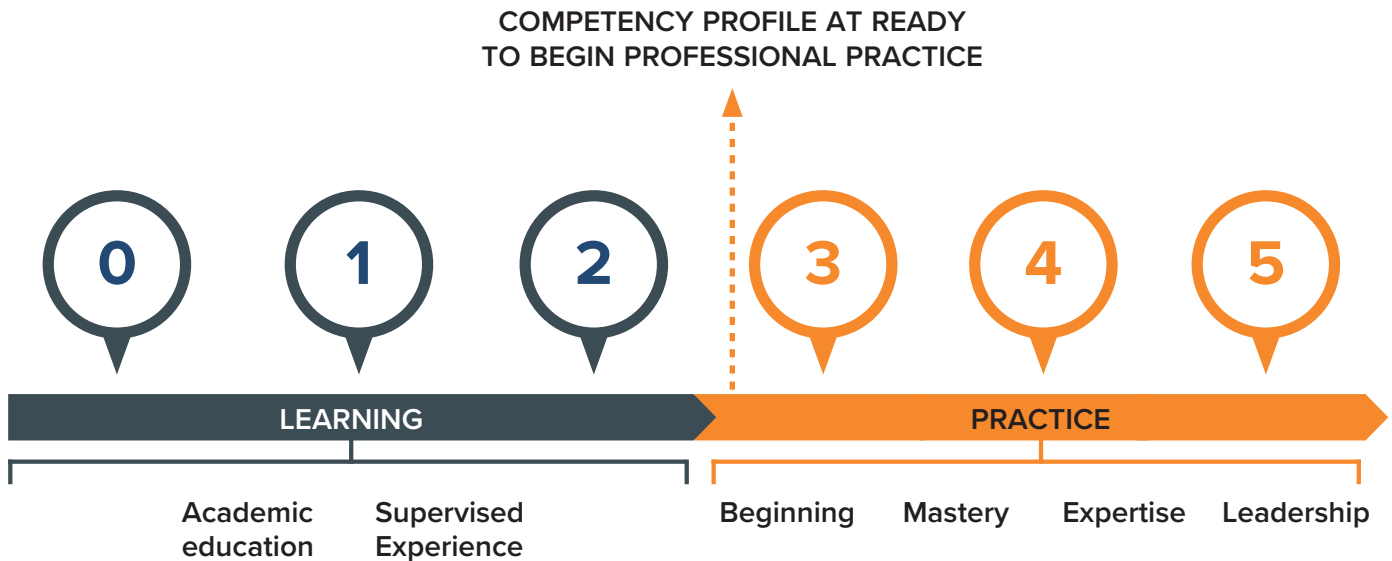 COMPETENCY PROFILE AT READY
TO BEGIN PROFESSIONAL PRACTICE
0
1
2
3
4
5
LEARNING
PRACTICE
Academic
education
Supervised
Experience
Beginning
Mastery
Expertise
Leadership